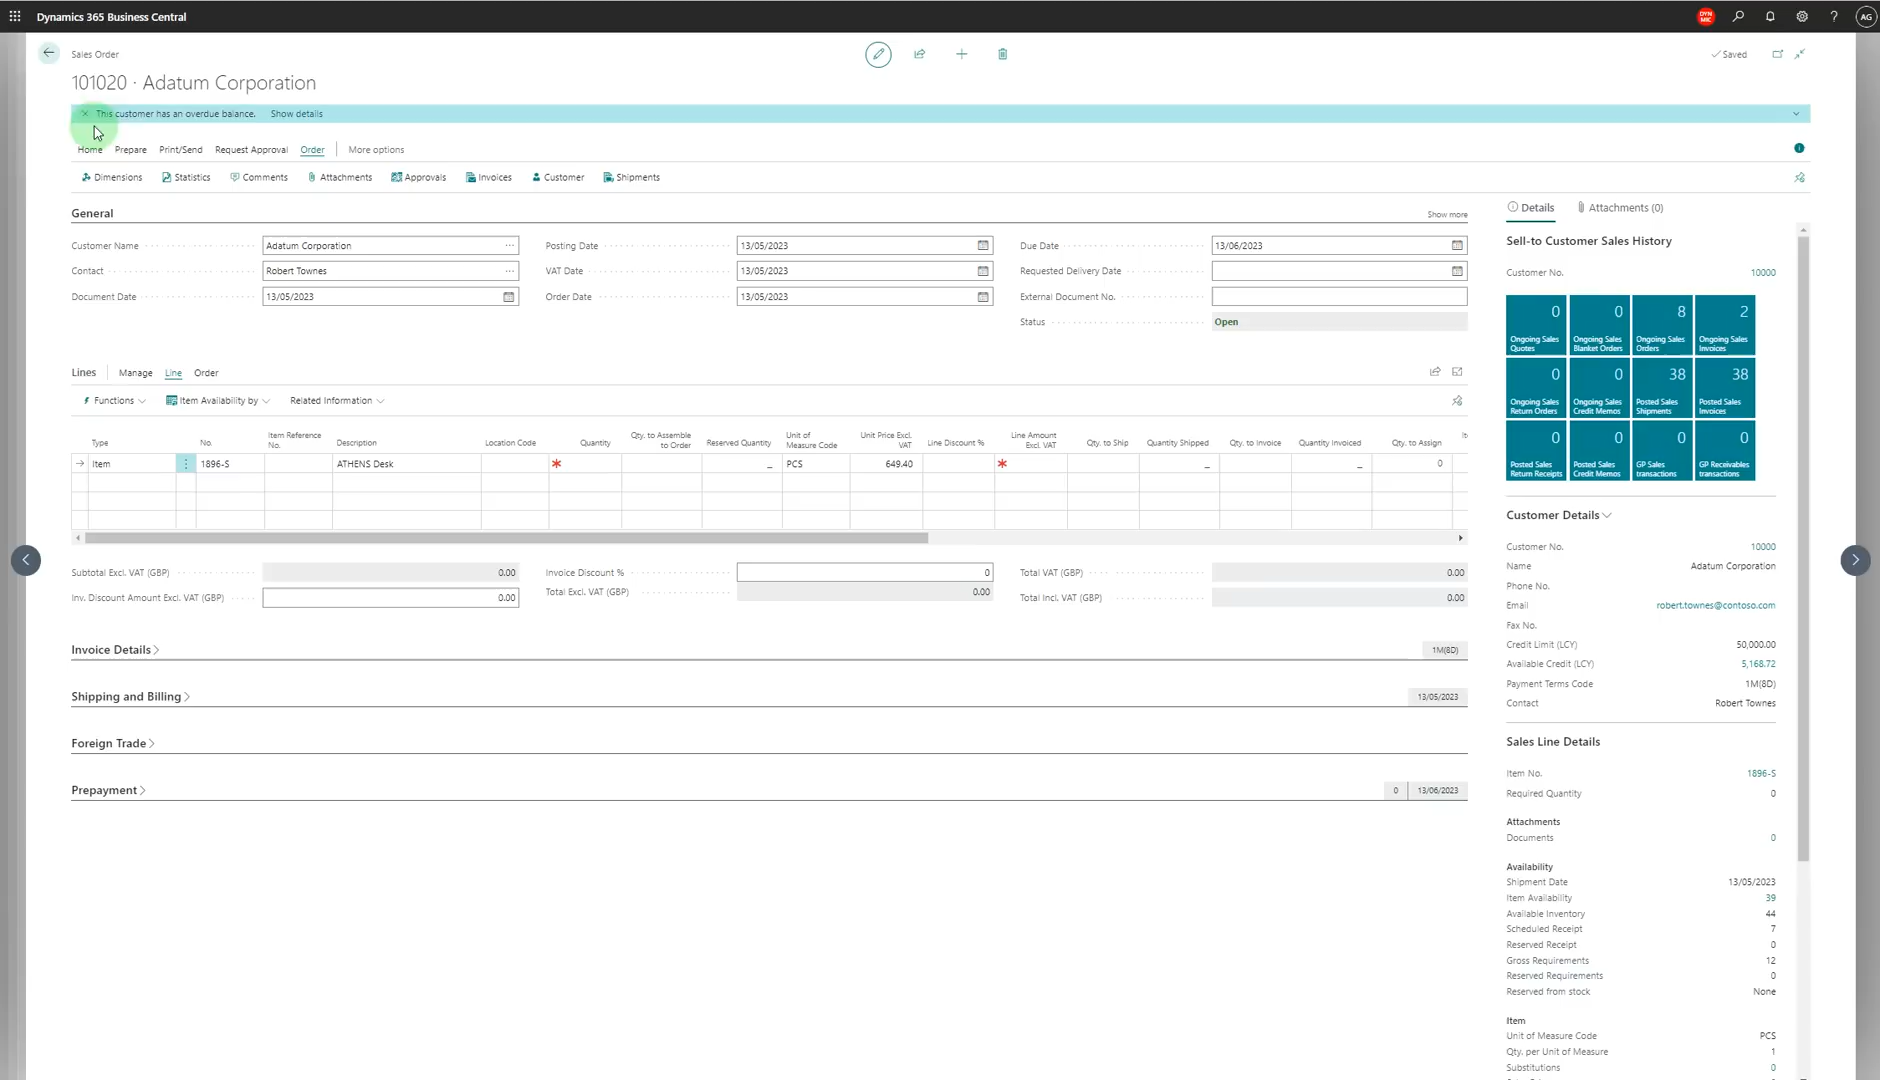 Dynamics 365 Business Central
DYN
MIC
?
AG
Sales Order
Saved
101020 · Adatum Corporation
This customer has an overdue balance. Show details
Home Prepare Print/Send Request Approval Order More options
Dimensions Statistics Comments Attachments Approvals Invoices Customer Shipments
General
Show more
Customer Name Adatum Corporation
Contact Robert Townes
Document Date 13/05/2023
Posting Date 13/05/2023
VAT Date 13/05/2023
Order Date 13/05/2023
Due Date 13/06/2023
Requested Delivery Date
External Document No.
Status Open
Lines Manage Line Order
Functions Item Availability by Related Information
Type No. Item Reference No. Description Location Code Quantity Qty. to Assemble to Order Reserved Quantity Unit of Measure Code Unit Price Excl. VAT Line Discount % Line Amount Excl. VAT Qty. to Ship Quantity Shipped Qty. to Invoice Quantity Invoiced Qty. to Assign
Item 1896-S ATHENS Desk * _ PCS 649.40 * _ _ 0
Subtotal Excl. VAT (GBP) 0.00
Inv. Discount Amount Excl. VAT (GBP) 0.00
Invoice Discount % 0
Total Excl. VAT (GBP) 0.00
Total VAT (GBP) 0.00
Total Incl. VAT (GBP) 0.00
Invoice Details 1M(8D)
Shipping and Billing 13/05/2023
Foreign Trade
Prepayment 0 13/06/2023
Details Attachments (0)
Sell-to Customer Sales History
Customer No. 10000
0 0 8 2
Ongoing Sales Quotes Ongoing Sales Blanket Orders Ongoing Sales Orders Ongoing Sales Invoices
0 0 38 38
Ongoing Sales Return Orders Ongoing Sales Credit Memos Posted Sales Shipments Posted Sales Invoices
0 0 0 0
Posted Sales Return Receipts Posted Sales Credit Memos GP Sales transactions GP Receivables transactions
Customer Details
Customer No. 10000
Name Adatum Corporation
Phone No.
Email robert.townes@contoso.com
Fax No.
Credit Limit (LCY) 50,000.00
Available Credit (LCY) 5,168.72
Payment Terms Code 1M(8D)
Contact Robert Townes
Sales Line Details
Item No. 1896-S
Required Quantity 0
Attachments
Documents 0
Availability
Shipment Date 13/05/2023
Item Availability 39
Available Inventory 44
Scheduled Receipt 7
Reserved Receipt 0
Gross Requirements 12
Reserved Requirements 0
Reserved from stock None
Item
Unit of Measure Code PCS
Qty. per Unit of Measure 1
Substitutions 0